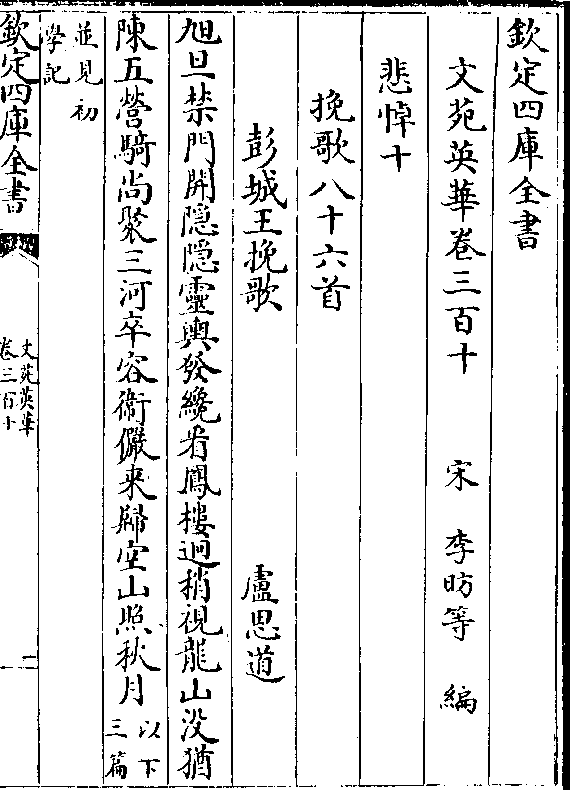 欽定四庫全書
文苑英華卷三百十　宋　李昉等　編
悲悼十
挽歌八十六首
彭城王挽歌　盧思道
旭旦禁門開隠隠靈輿發纔看鳳樓迥稍視龍山没猶
陳五營騎尚聚三河卒容衛儼来歸空山照秋月以下
三篇
並見初
學記
欽定四庫全書
文苑英華
卷三百十
一